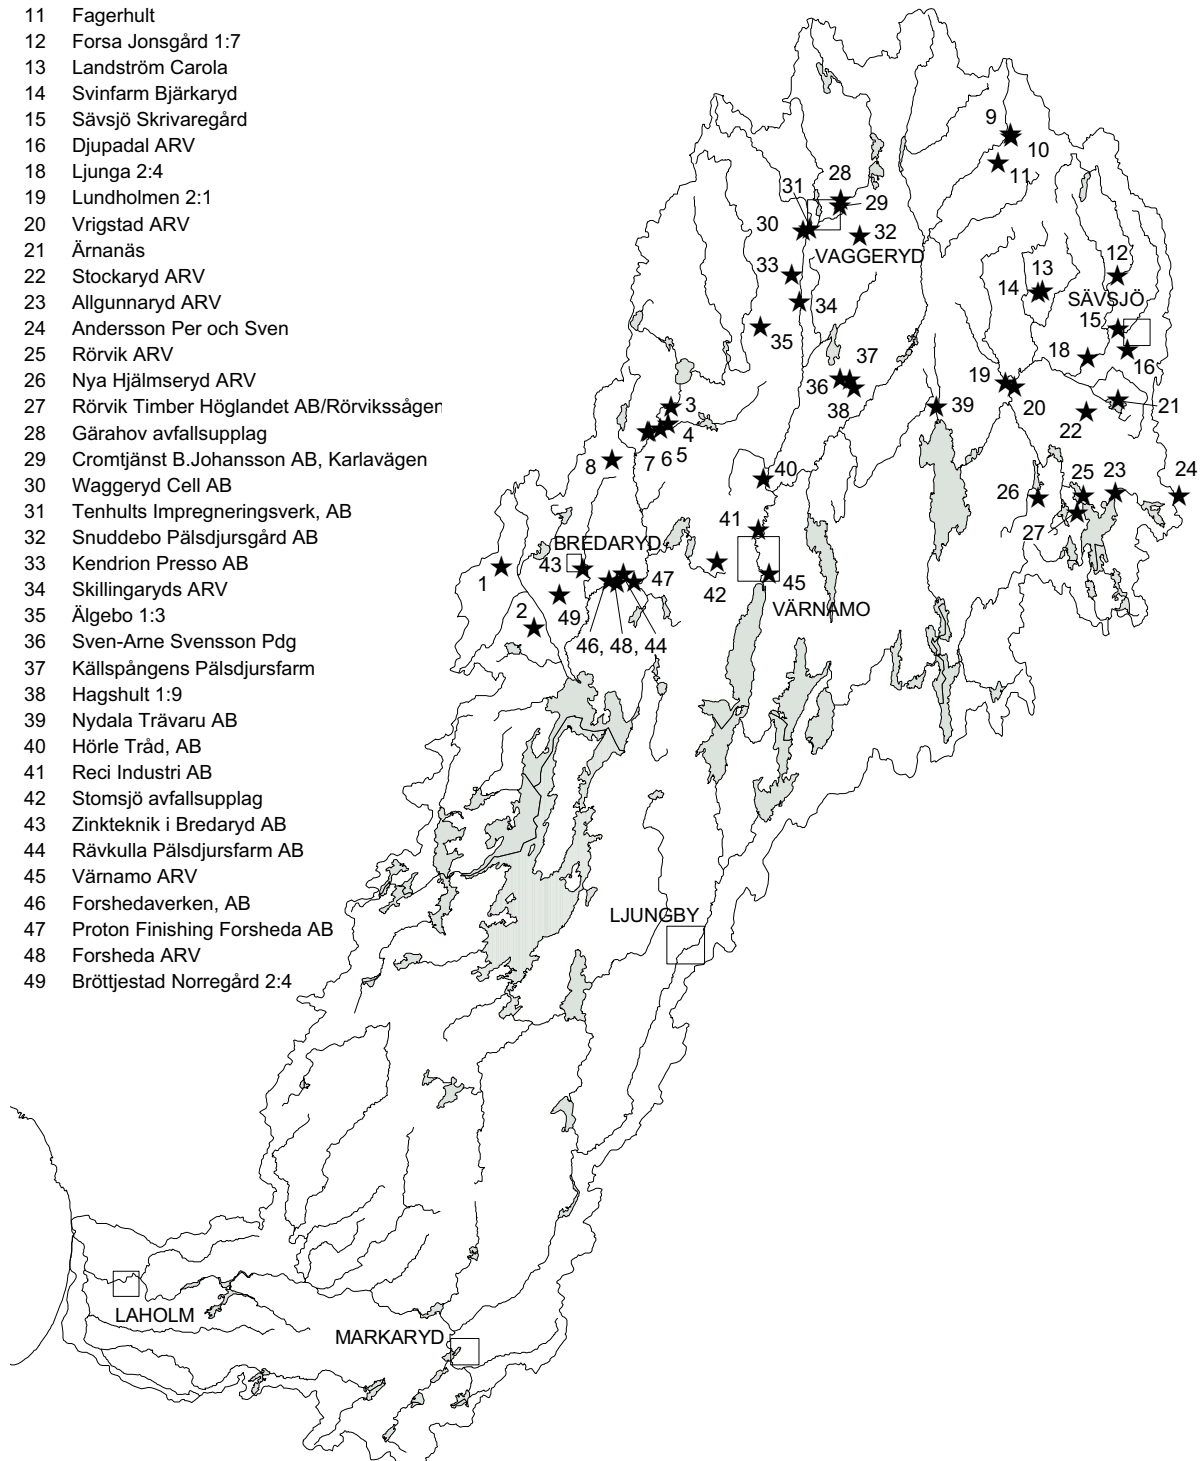 11 Fagerhult
12 Forsa Jonsgård 1:7
13 Landström Carola
14 Svinfarm Bjärkaryd
15 Sävsjö Skrivaregård
16 Djupadal ARV
18 Ljunga 2:4
19 Lundholmen 2:1
20 Vrigstad ARV
21 Ärnanäs
22 Stockaryd ARV
23 Allgunnaryd ARV
24 Andersson Per och Sven
25 Rörvik ARV
26 Nya Hjälmseryd ARV
27 Rörvik Timber Höglandet AB/Rörvikssågen
28 Gärahov avfallsupplag
29 Cromtjänst B.Johansson AB, Karlavägen
30 Waggeryd Cell AB
31 Tenhults Impregneringsverk, AB
32 Snuddebo Pälsdjursgård AB
33 Kendrion Presso AB
34 Skillingaryds ARV
35 Älgebo 1:3
36 Sven-Arne Svensson Pdg
37 Källspångens Pälsdjursfarm
38 Hagshult 1:9
39 Nydala Trävaru AB
40 Hörle Tråd, AB
41 Reci Industri AB
42 Stomsjö avfallsupplag
43 Zinkteknik i Bredaryd AB
44 Rävkulla Pälsdjursfarm AB
45 Värnamo ARV
46 Forshedaverken, AB
47 Proton Finishing Forsheda AB
48 Forsheda ARV
49 Bröttjestad Norregård 2:4
9
10
11
28
31
29
30
32
VAGGERYD
33
12
13
14
SÄVSJÖ
34
15
35
18
16
37
36
19
38
20
39
21
3
22
4
7 6 5
8
40
25 23 24
26
41
27
BREDARYD
43
1
47
42
45
49
2
VÄRNAMO
46, 48, 44
LJUNGBY
LAHOLM
MARKARYD